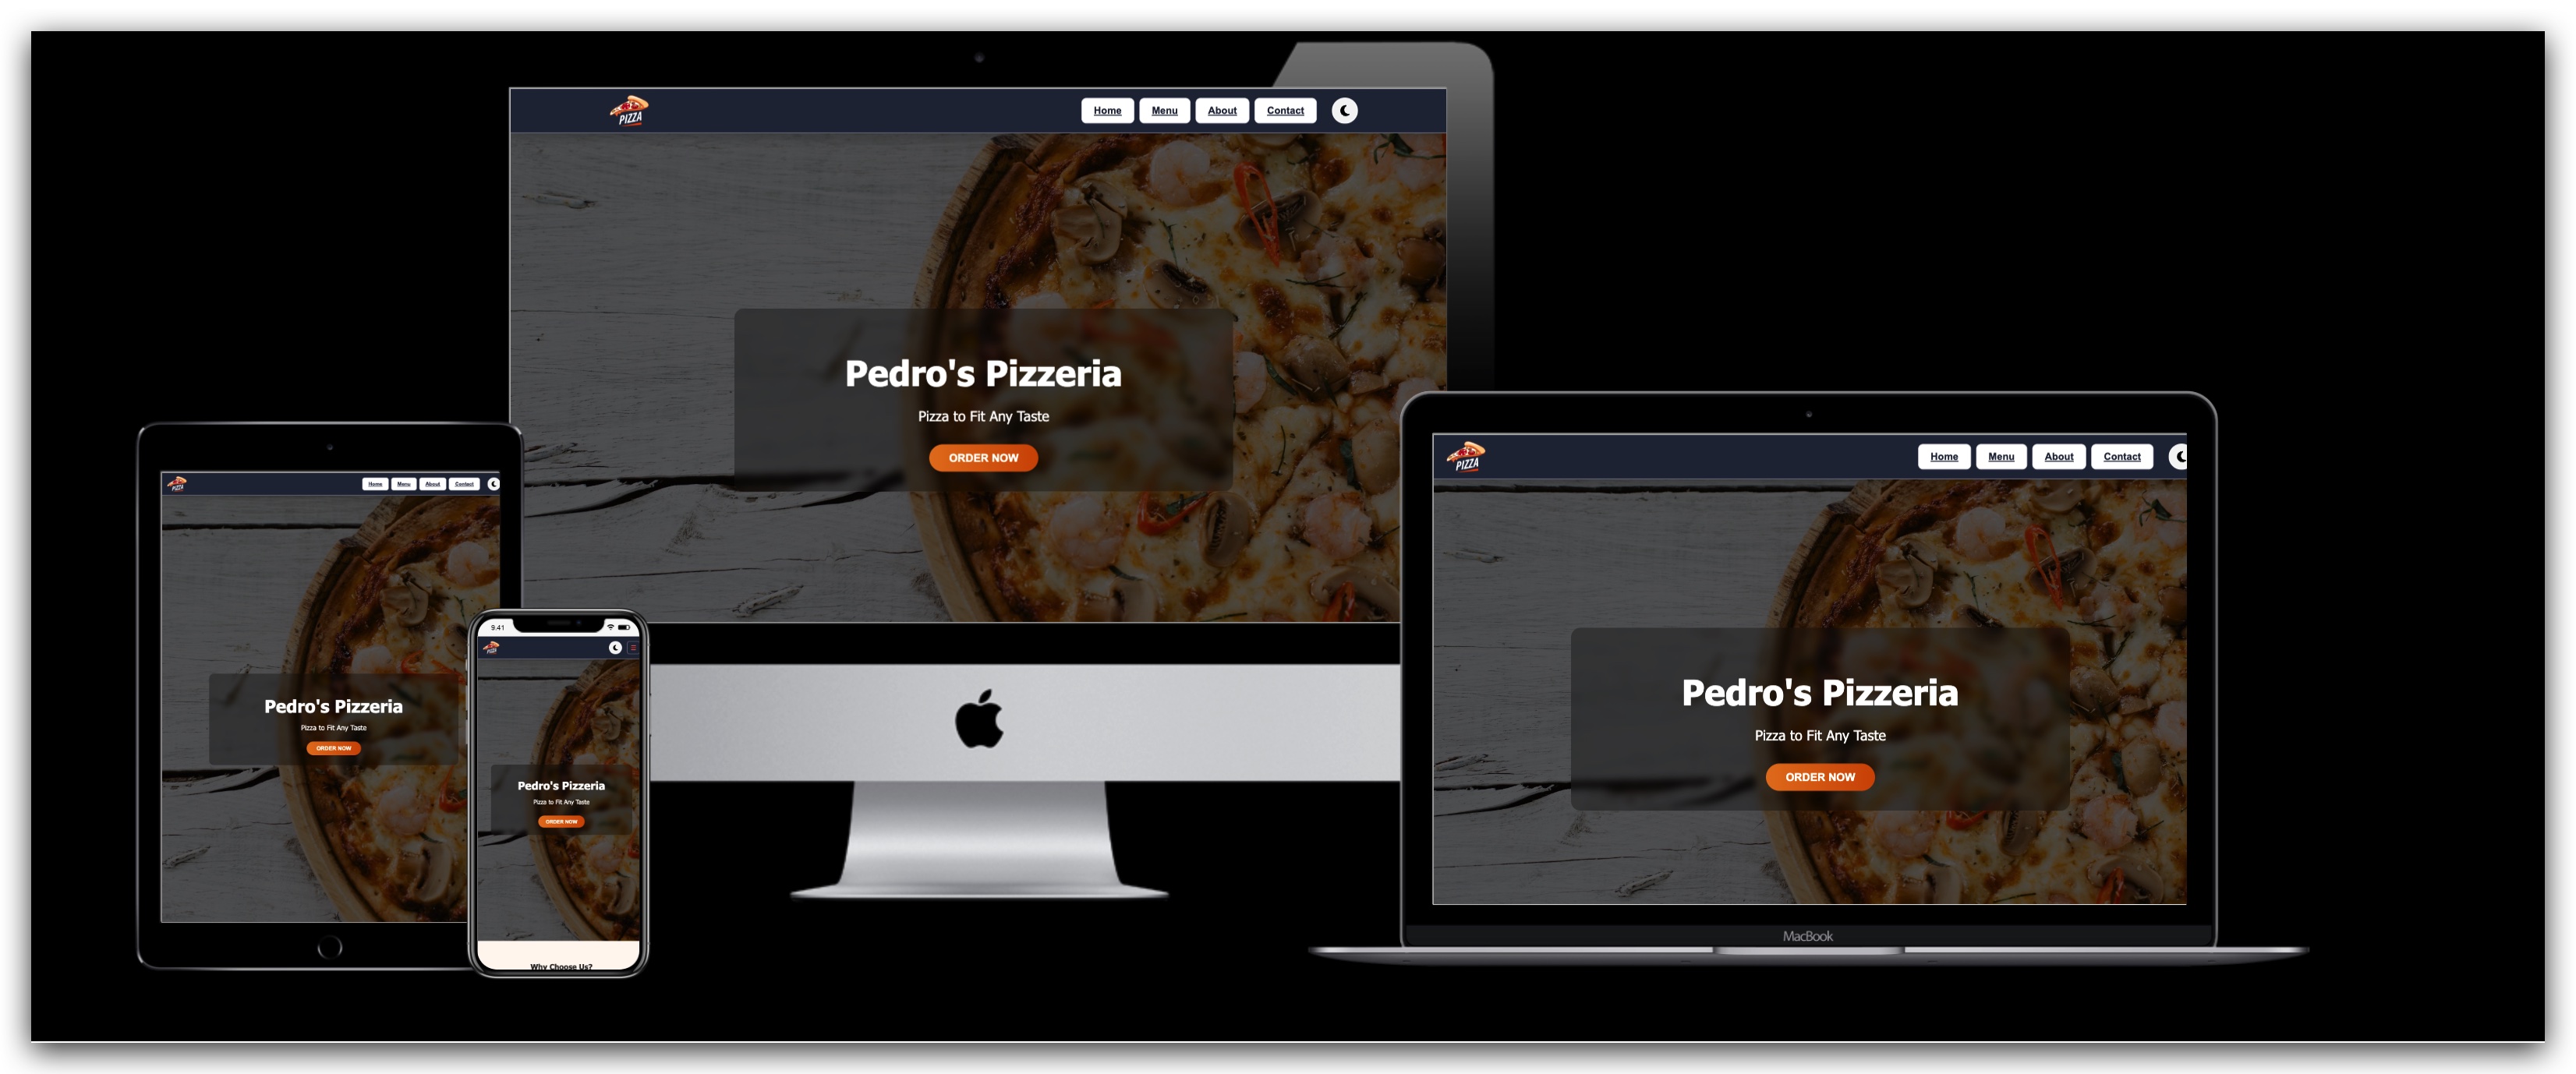 PIZZA
Home Menu About Contact
Pedro's Pizzeria
Pizza to Fit Any Taste
ORDER NOW
PIZZA
Home Menu About Contact
Pedro's Pizzeria
Pizza to Fit Any Taste
ORDER NOW
9:41
PIZZA
Pedro's Pizzeria
Pizza to Fit Any Taste
ORDER NOW
Why Choose Us?
PIZZA
Home Menu About Contact
Pedro's Pizzeria
Pizza to Fit Any Taste
ORDER NOW
MacBook